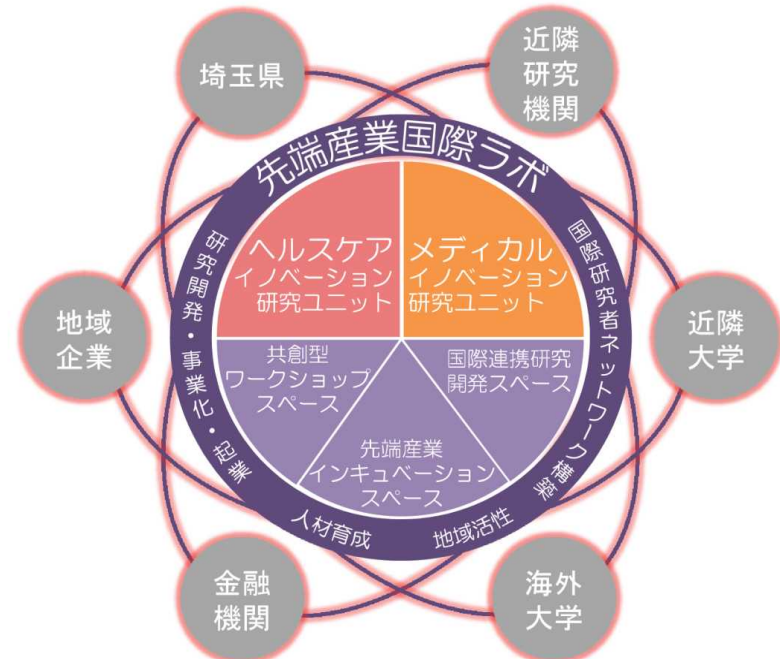 埼玉県
近隣
研究
機関
先端産業国際ラボ
ヘルスケア
イノベーション
研究ユニット
メディカル
イノベーション
研究ユニット
研究開発・事業化・起業
国際研究者ネットワーク構築
地域
企業
近隣
大学
共創型
ワークショップ
スペース
国際連携研究
開発スペース
先端産業
インキュベーション
スペース
人材育成
地域活性
金融
機関
海外
大学